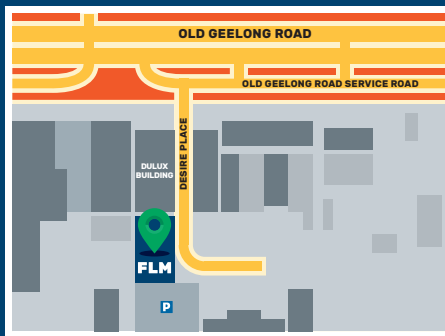 OLD GEELONG ROAD
OLD GEELONG ROAD SERVICE ROAD
DESIRE PLACE
DULUX
BUILDING
FLM
P